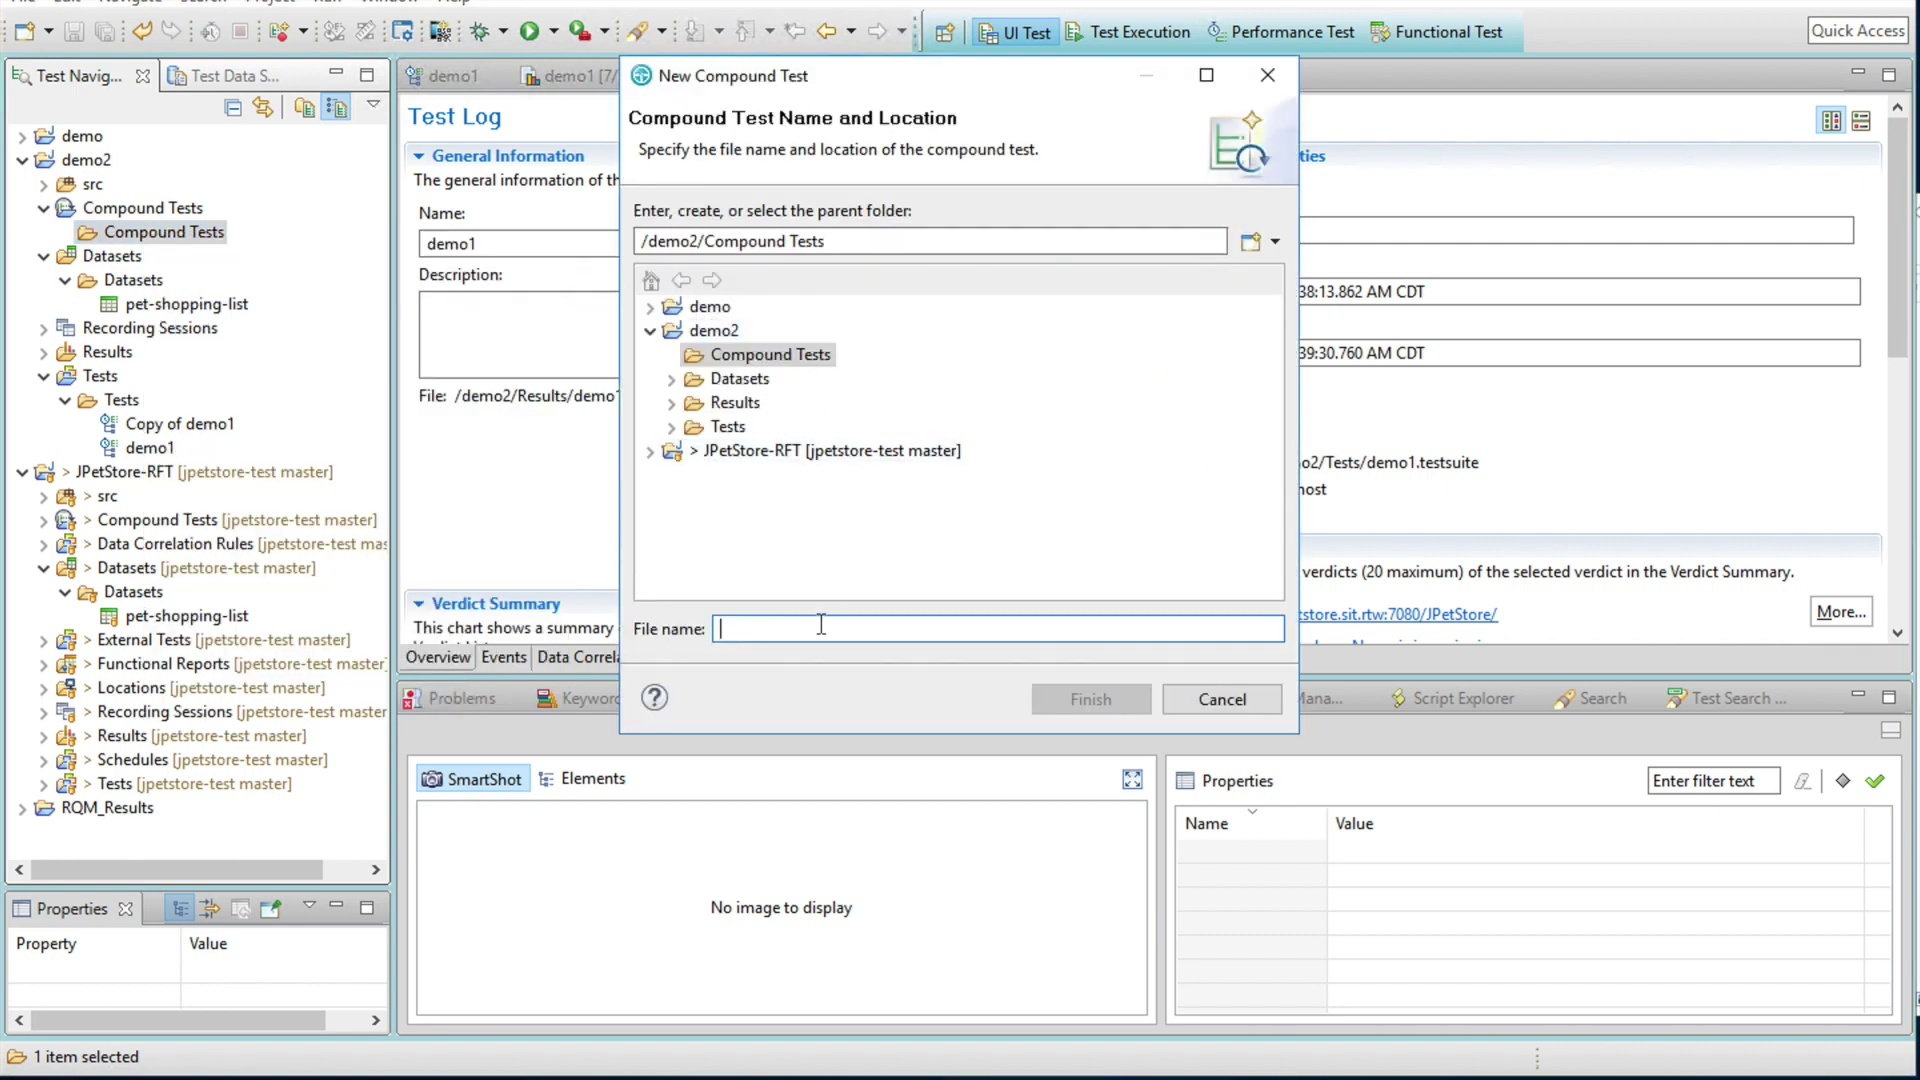 Quick Access
UI Test
Test Execution
Performance Test
Functional Test
Test Navig...
Test Data S...
demo
demo2
src
Compound Tests
Compound Tests
Datasets
Datasets
pet-shopping-list
Recording Sessions
Results
Tests
Tests
Copy of demo1
demo1
> JPetStore-RFT [jpetstore-test master]
> src
> Compound Tests [jpetstore-test master]
> Data Correlation Rules [jpetstore-test mas
> Datasets [jpetstore-test master]
Datasets
pet-shopping-list
> External Tests [jpetstore-test master]
> Functional Reports [jpetstore-test master]
> Locations [jpetstore-test master]
> Recording Sessions [jpetstore-test master
> Results [jpetstore-test master]
> Schedules [jpetstore-test master]
> Tests [jpetstore-test master]
RQM_Results
Properties
Property Value
1 item selected
demo1
demo1 [7/
Test Log
General Information
The general information of th
Name:
demo1
Description:
File: /demo2/Results/demo1
Verdict Summary
This chart shows a summary
Overview
Events
Data Correla
New Compound Test
Compound Test Name and Location
Specify the file name and location of the compound test.
Enter, create, or select the parent folder:
/demo2/Compound Tests
demo
demo2
Compound Tests
Datasets
Results
Tests
> JPetStore-RFT [jpetstore-test master]
File name:
Finish
Cancel
ties
38:13.862 AM CDT
39:30.760 AM CDT
o2/Tests/demo1.testsuite
ost
verdicts (20 maximum) of the selected verdict in the Verdict Summary.
tstore.sit.rtw:7080/JPetStore/
More...
Problems
Keywor
Mana...
Script Explorer
Search
Test Search ...
SmartShot
Elements
No image to display
Properties
Enter filter text
Name Value